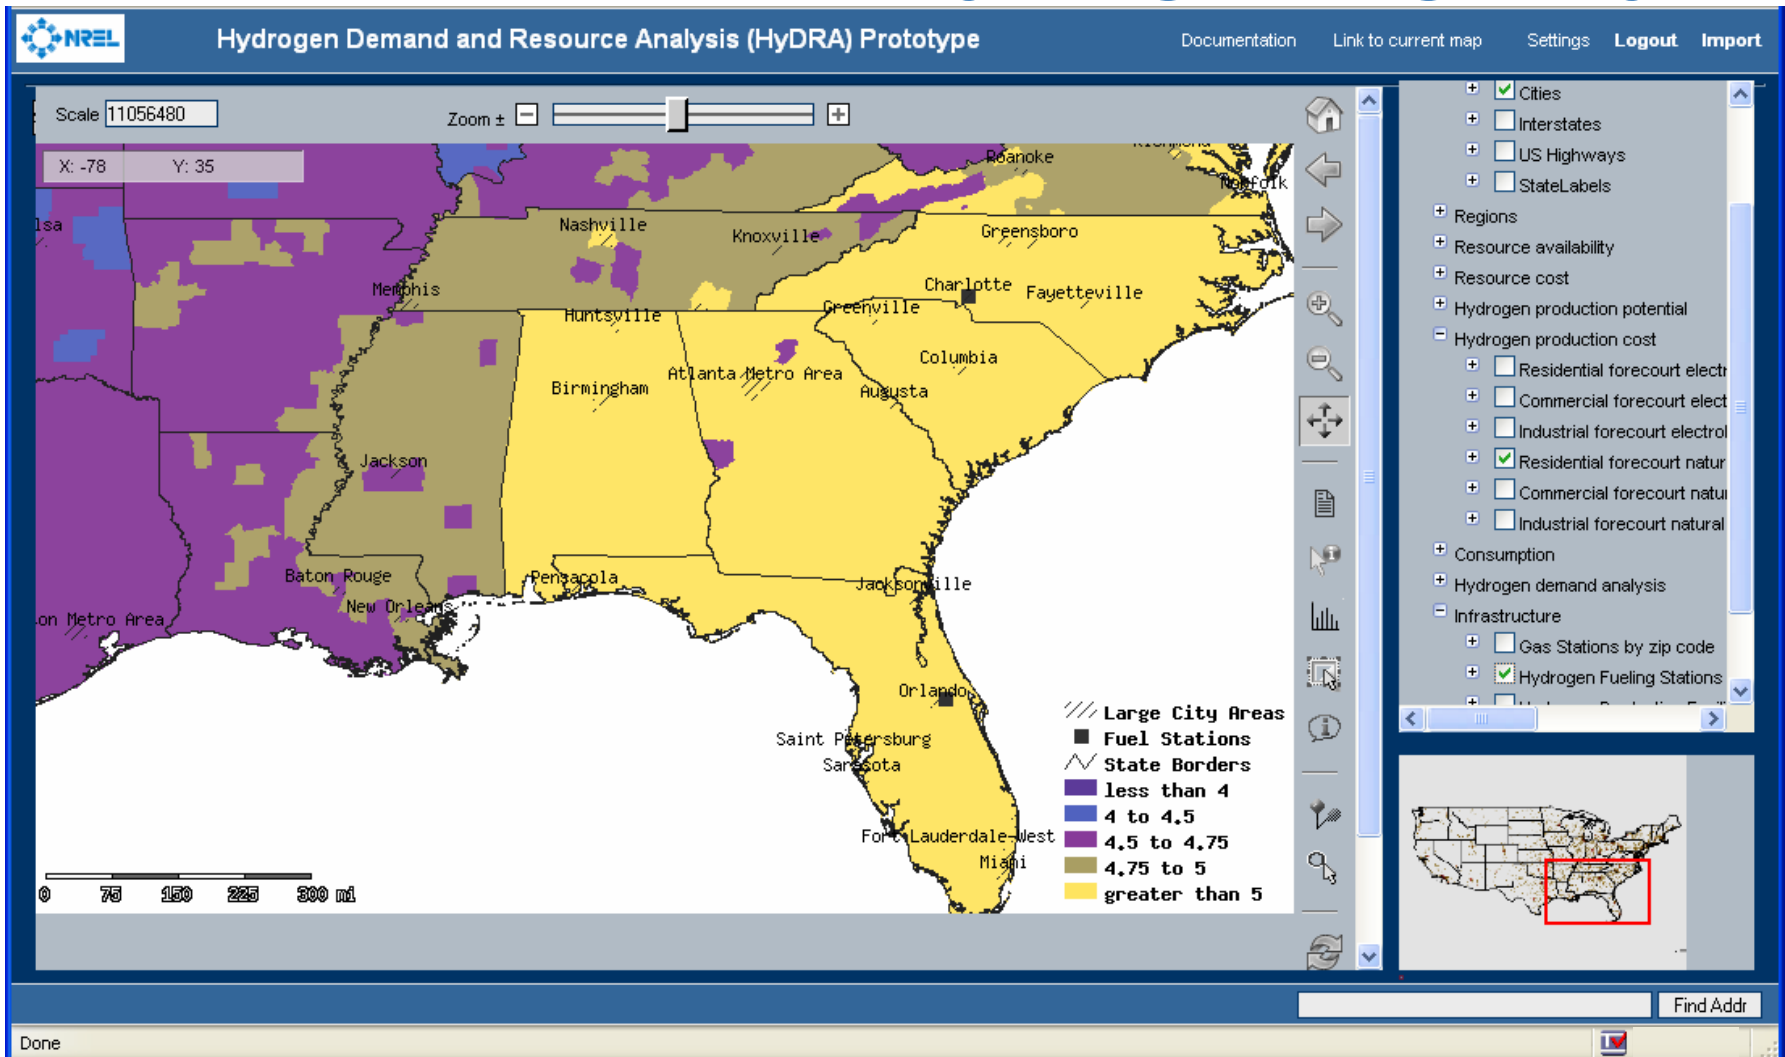 NREL
Hydrogen Demand and Resource Analysis (HyDRA) Prototype
Documentation
Link to current map
Settings
Logout
Import
Scale 11056480
Zoom ±
X: -78 Y: 35
Roanoke
Norfolk
lsa
Nashville
Knoxville
Greensboro
Memphis
Charlotte
Fayetteville
Huntsville
Greenville
Columbia
Birmingham
Atlanta Metro Area
Augusta
Jackson
Baton Rouge
Pensacola
Jacksonville
New Orleans
on Metro Area
Orlando
Saint Petersburg
Sarasota
Fort Lauderdale-West
Miami
Large City Areas
Fuel Stations
State Borders
less than 4
4 to 4.5
4.5 to 4.75
4.75 to 5
greater than 5
0 75 150 225 300 mi
Cities
Interstates
US Highways
StateLabels
Regions
Resource availability
Resource cost
Hydrogen production potential
Hydrogen production cost
Residential forecourt electr
Commercial forecourt elect
Industrial forecourt electrol
Residential forecourt natur
Commercial forecourt natu
Industrial forecourt natural
Consumption
Hydrogen demand analysis
Infrastructure
Gas Stations by zip code
Hydrogen Fueling Stations
Find Addr
Done